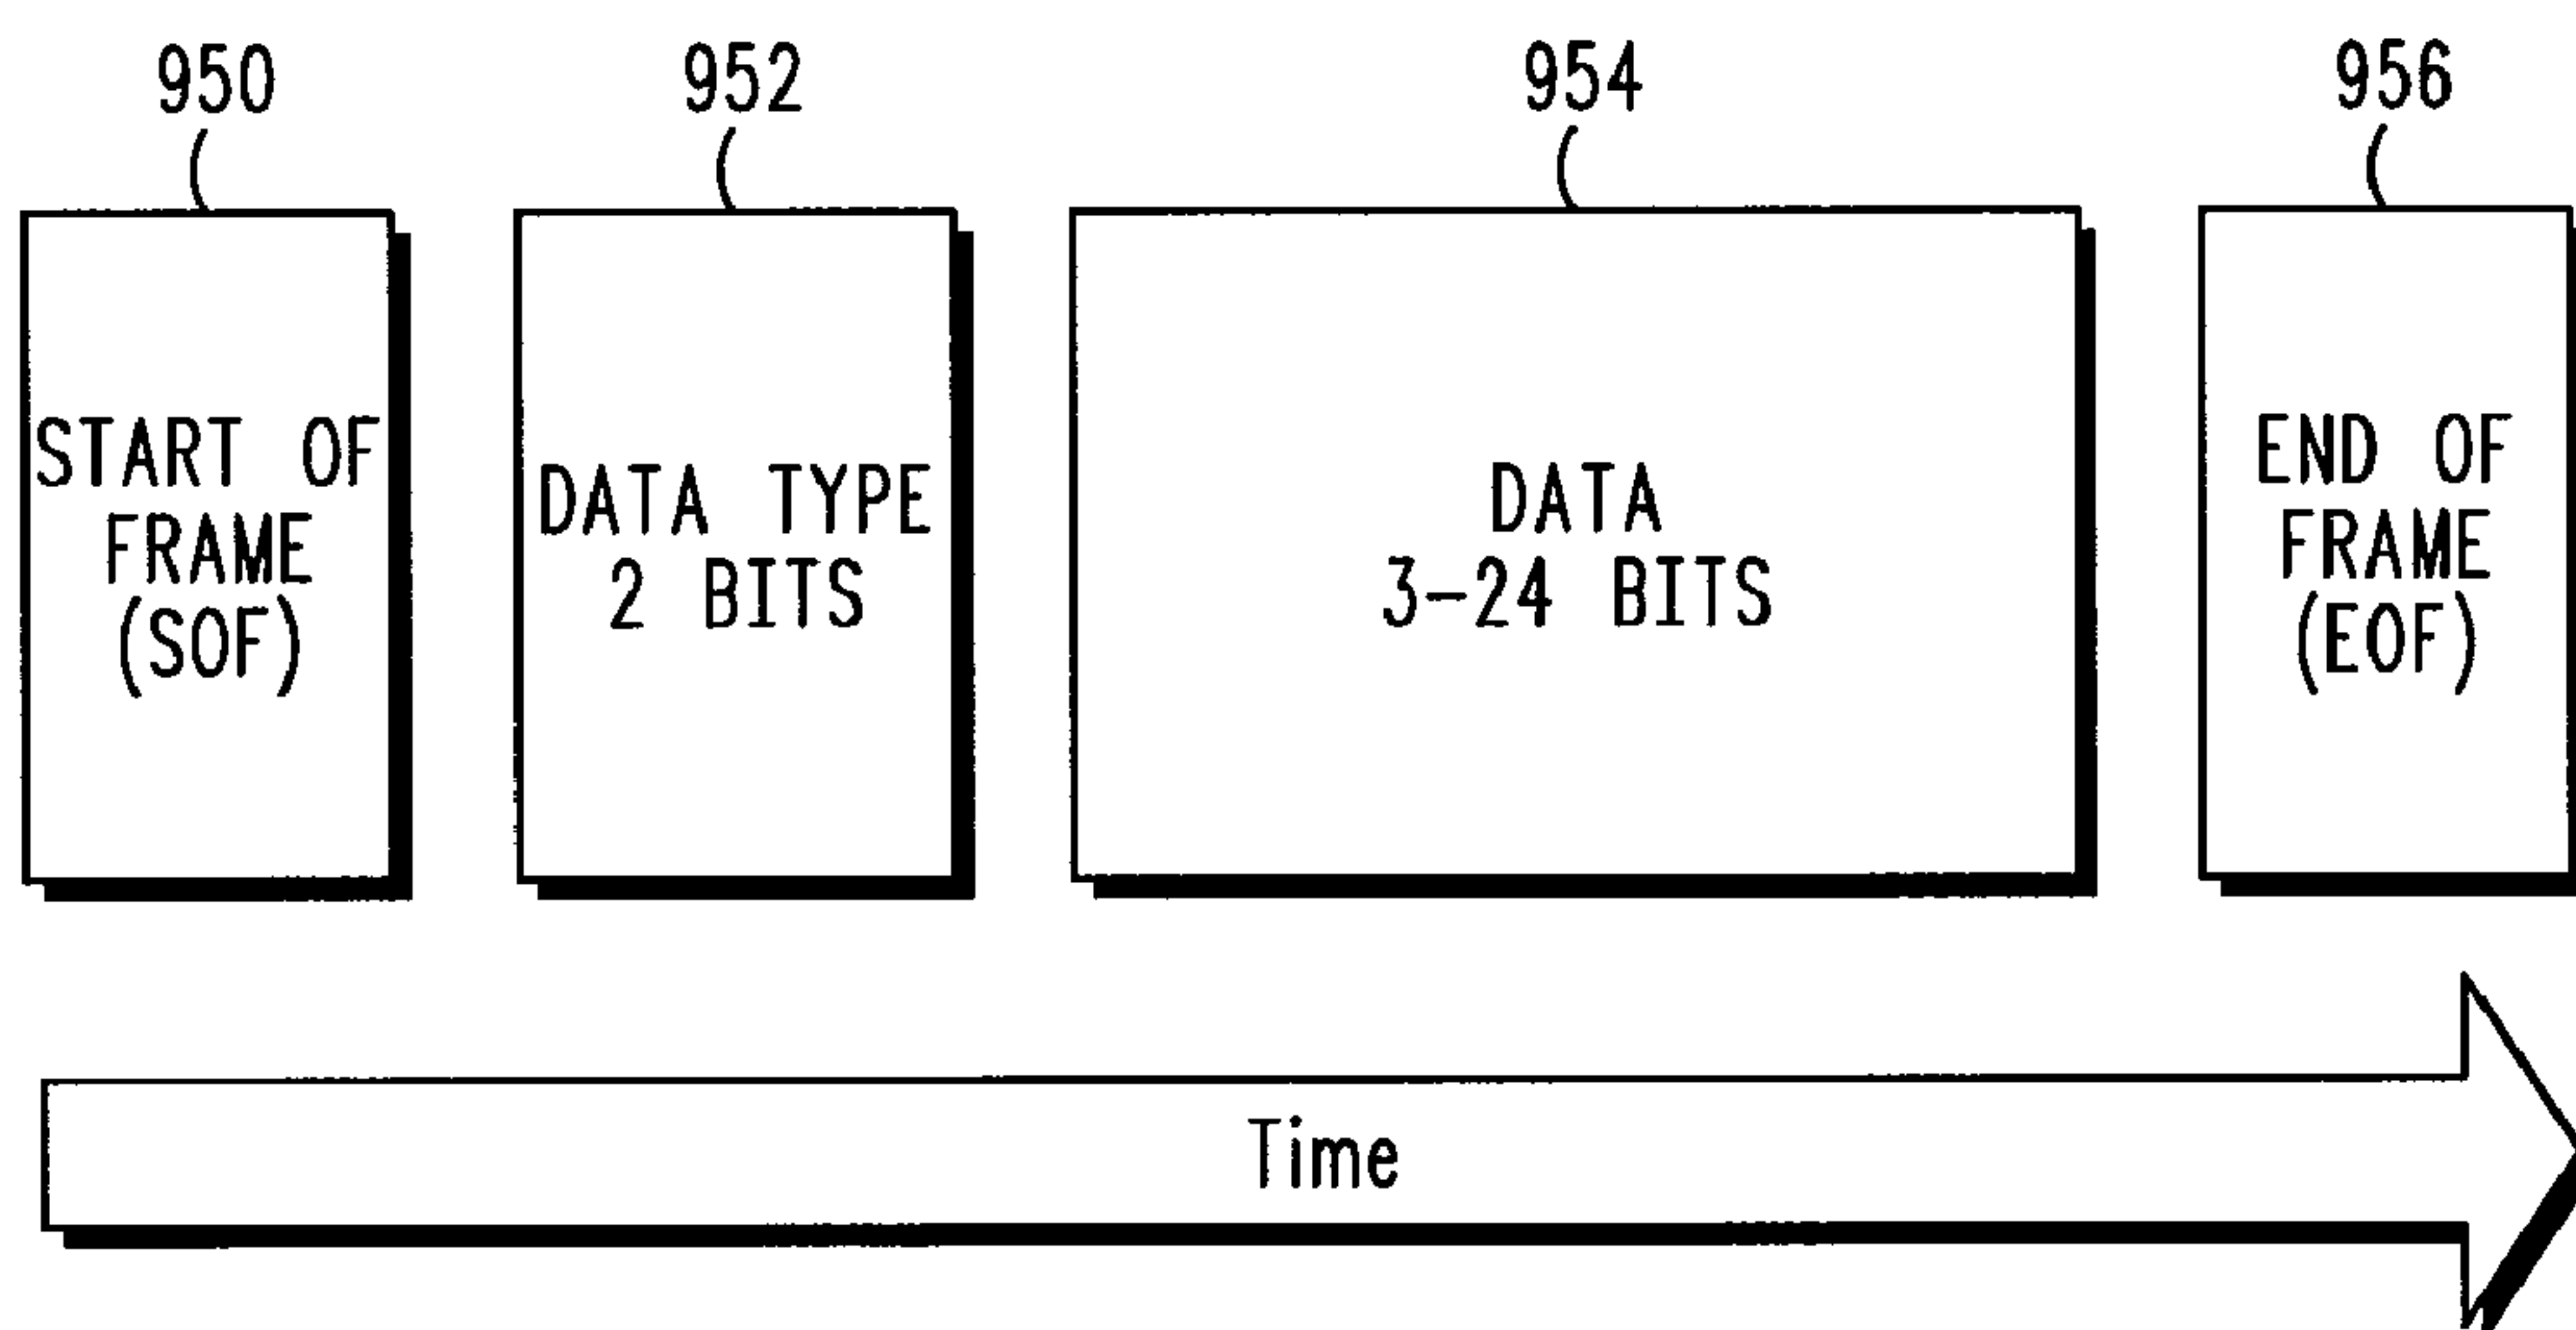 950
952
954
956
START OF
FRAME
(SOF)
DATA TYPE
2 BITS
DATA
3-24 BITS
END OF
FRAME
(EOF)
Time